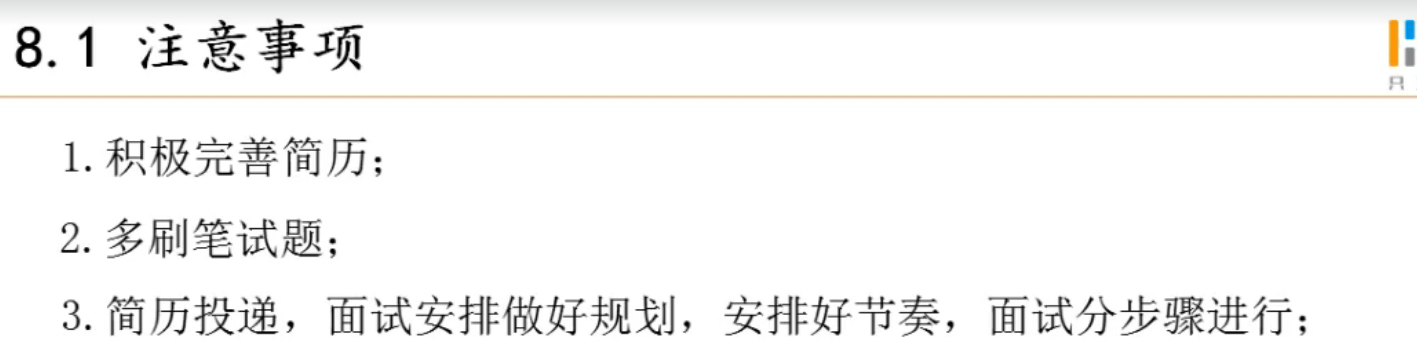 8.1 注意事项
1.积极完善简历；
2.多刷笔试题；
3.简历投递，面试安排做好规划，安排好节奏，面试分步骤进行；